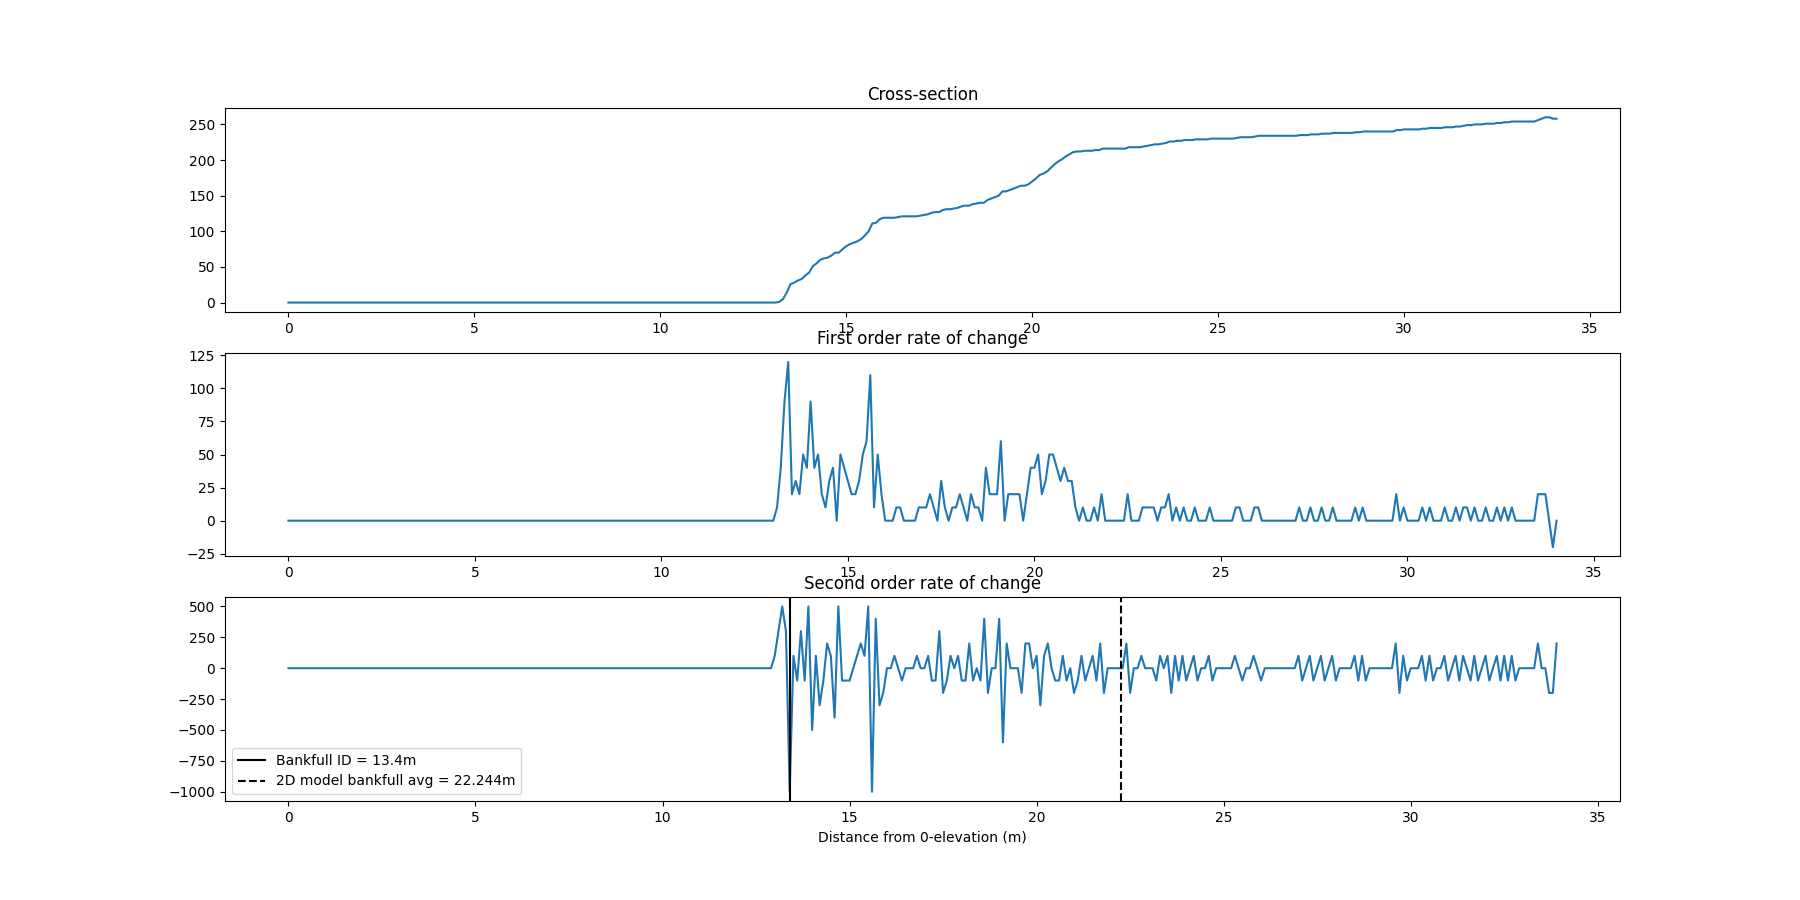 Cross-section
250
200
150
100
50
0
0 5 10 15 20 25 30 35
First order rate of change
125
100
75
50
25
0
−25
0 5 10 15 20 25 30 35
Second order rate of change
500
250
0
−250
−500
−750
−1000
Bankfull ID = 13.4m
2D model bankfull avg = 22.244m
0 5 10 15 20 25 30 35
Distance from 0-elevation (m)